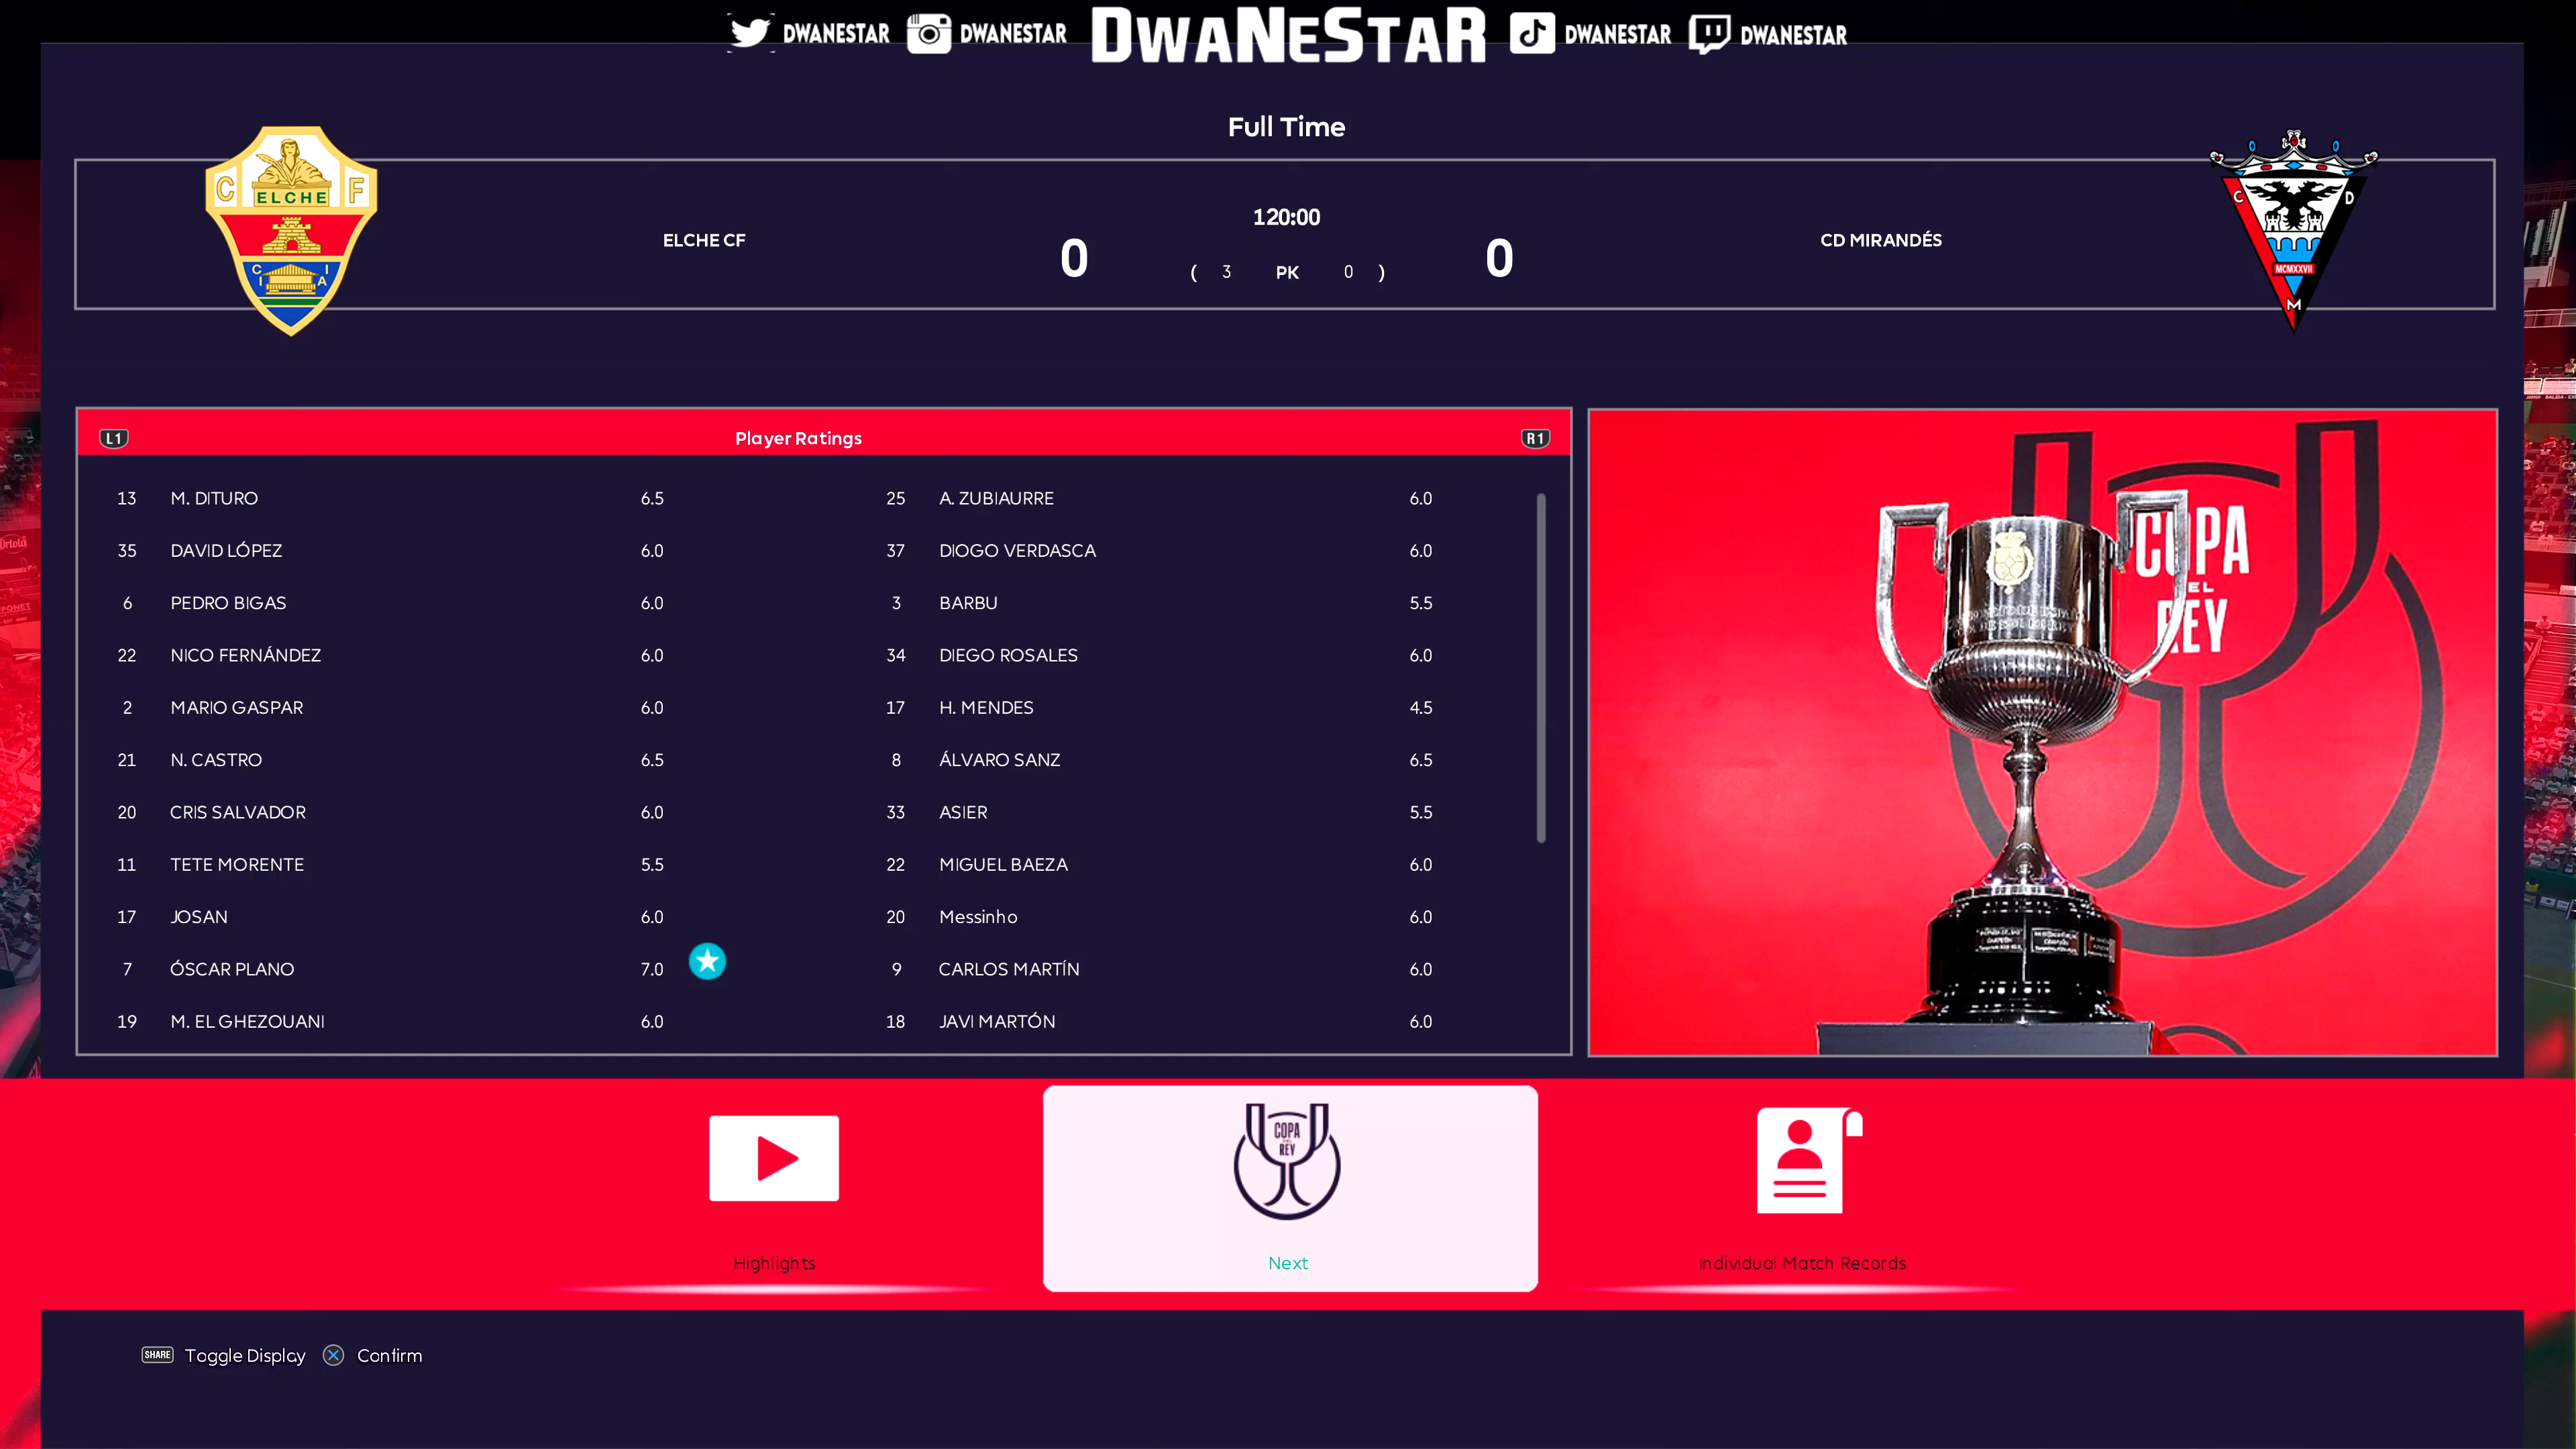 DWANESTAR DWANESTAR DWANESTAR DWANESTAR DWANESTAR
Full Time
C ELCHE F
C I I A
ELCHE CF
0
120:00
( 3 PK 0 )
0
CD MIRANDÉS
C D
MCMXXVII
M
L1 Player Ratings R1
13 M. DITURO 6.5 25 A. ZUBIAURRE 6.0
35 DAVID LÓPEZ 6.0 37 DIOGO VERDASCA 6.0
6 PEDRO BIGAS 6.0 3 BARBU 5.5
22 NICO FERNÁNDEZ 6.0 34 DIEGO ROSALES 6.0
2 MARIO GASPAR 6.0 17 H. MENDES 4.5
21 N. CASTRO 6.5 8 ÁLVARO SANZ 6.5
20 CRIS SALVADOR 6.0 33 ASIER 5.5
11 TETE MORENTE 5.5 22 MIGUEL BAEZA 6.0
17 JOSAN 6.0 20 Messinho 6.0
7 ÓSCAR PLANO 7.0 9 CARLOS MARTÍN 6.0
19 M. EL GHEZOUANI 6.0 18 JAVI MARTÓN 6.0
COPA
EL
REY
COPA
REY
Highlights
Next
Individual Match Records
SHARE Toggle Display Confirm